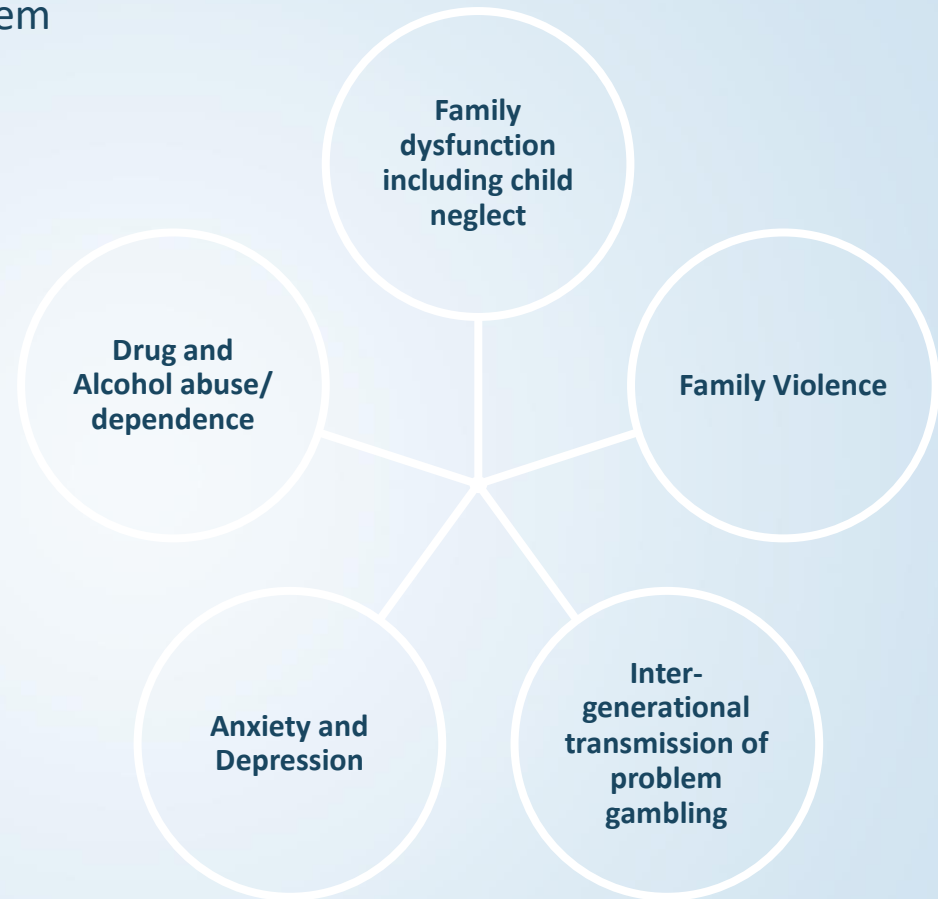 Family
dysfunction
including child
neglect
Drug and
Alcohol abuse/
dependence
Family Violence
Anxiety and
Depression
Inter-
generational
transmission of
problem
gambling